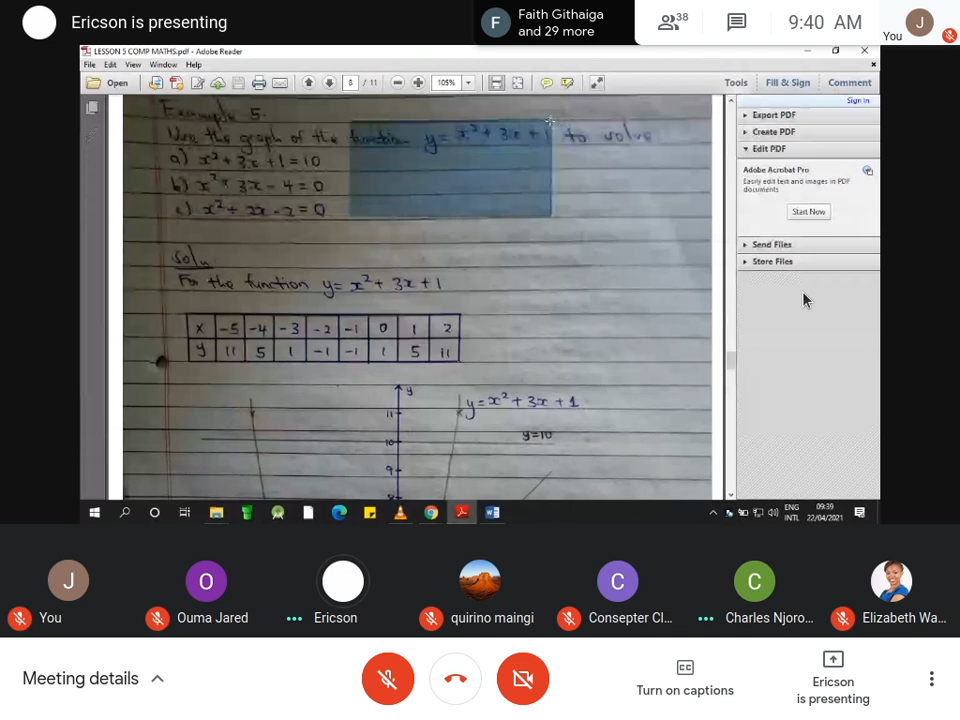 Ericson is presenting
F
Faith Githaiga
and 29 more
38
9:40 AM
J
You
LESSON 5 COMP MATHS.pdf - Adobe Reader
File Edit View Window Help
Open
8 / 11
105%
Tools
Fill & Sign
Comment
Sign In
Export PDF
Create PDF
Edit PDF
Adobe Acrobat Pro
Easily edit text and images in PDF
documents
Start Now
Send Files
Store Files
Example 5.
Use the graph of the function y = x² + 3x + 1 to solve
a) x² + 3x + 1 = 10
b) x² + 3x - 4 = 0
c) x² + 2x - 2 = 0
Solu
For the function y = x² + 3x + 1
x -5 -4 -3 -2 -1 0 1 2
y 11 5 1 -1 -1 1 5 11
y
y = x² + 3x + 1
11
y=10
10
9
8
ENG
INTL
09:39
22/04/2021
J
O
C
C
You
Ouma Jared
Ericson
quirino maingi
Consepter Cl...
Charles Njoro...
Elizabeth Wa...
Meeting details
CC
Turn on captions
Ericson
is presenting